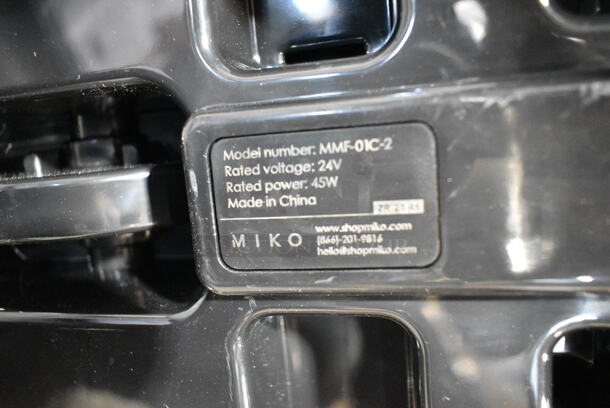 Model number: MMF-01C-2
Rated voltage: 24V
Rated power: 45W
Made in China
MIKO
www.shopmiko.com
(866)-201-9816
hello@shopmiko.com